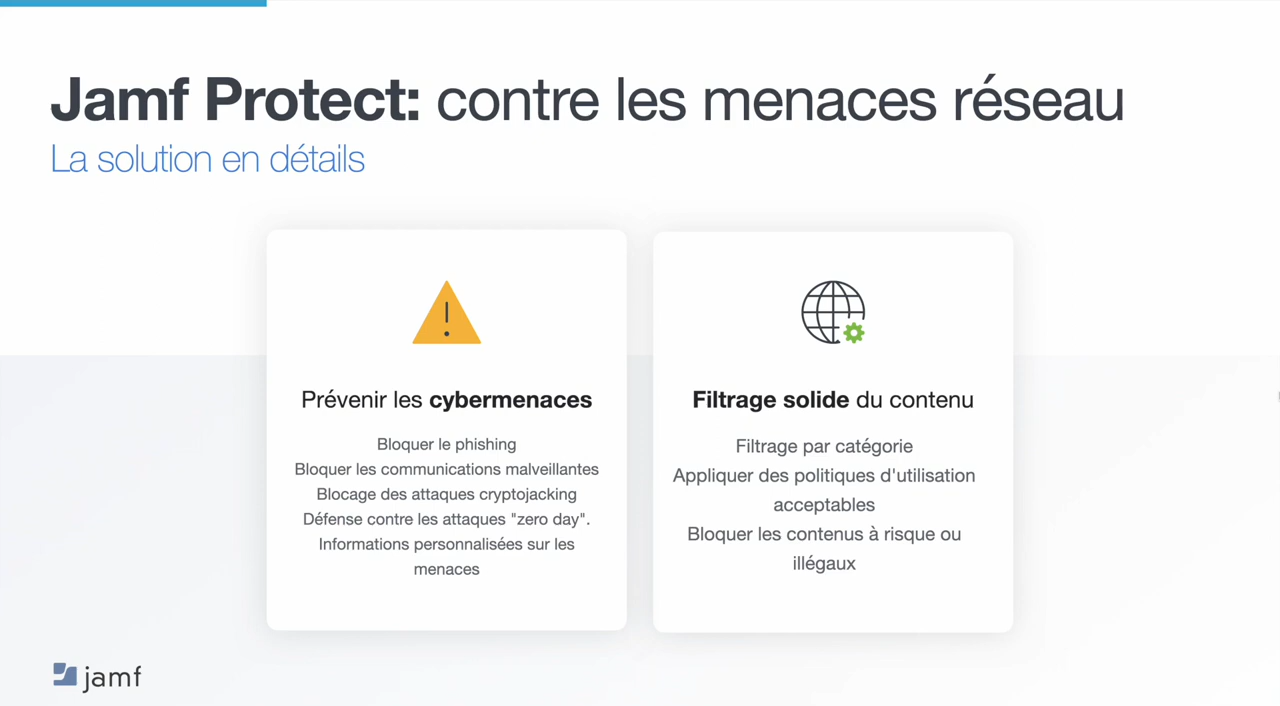 Jamf Protect: contre les menaces réseau
La solution en détails
Prévenir les cybermenaces
Bloquer le phishing
Bloquer les communications malveillantes
Blocage des attaques cryptojacking
Défense contre les attaques "zero day".
Informations personnalisées sur les
menaces
Filtrage solide du contenu
Filtrage par catégorie
Appliquer des politiques d'utilisation
acceptables
Bloquer les contenus à risque ou
illégaux
jamf